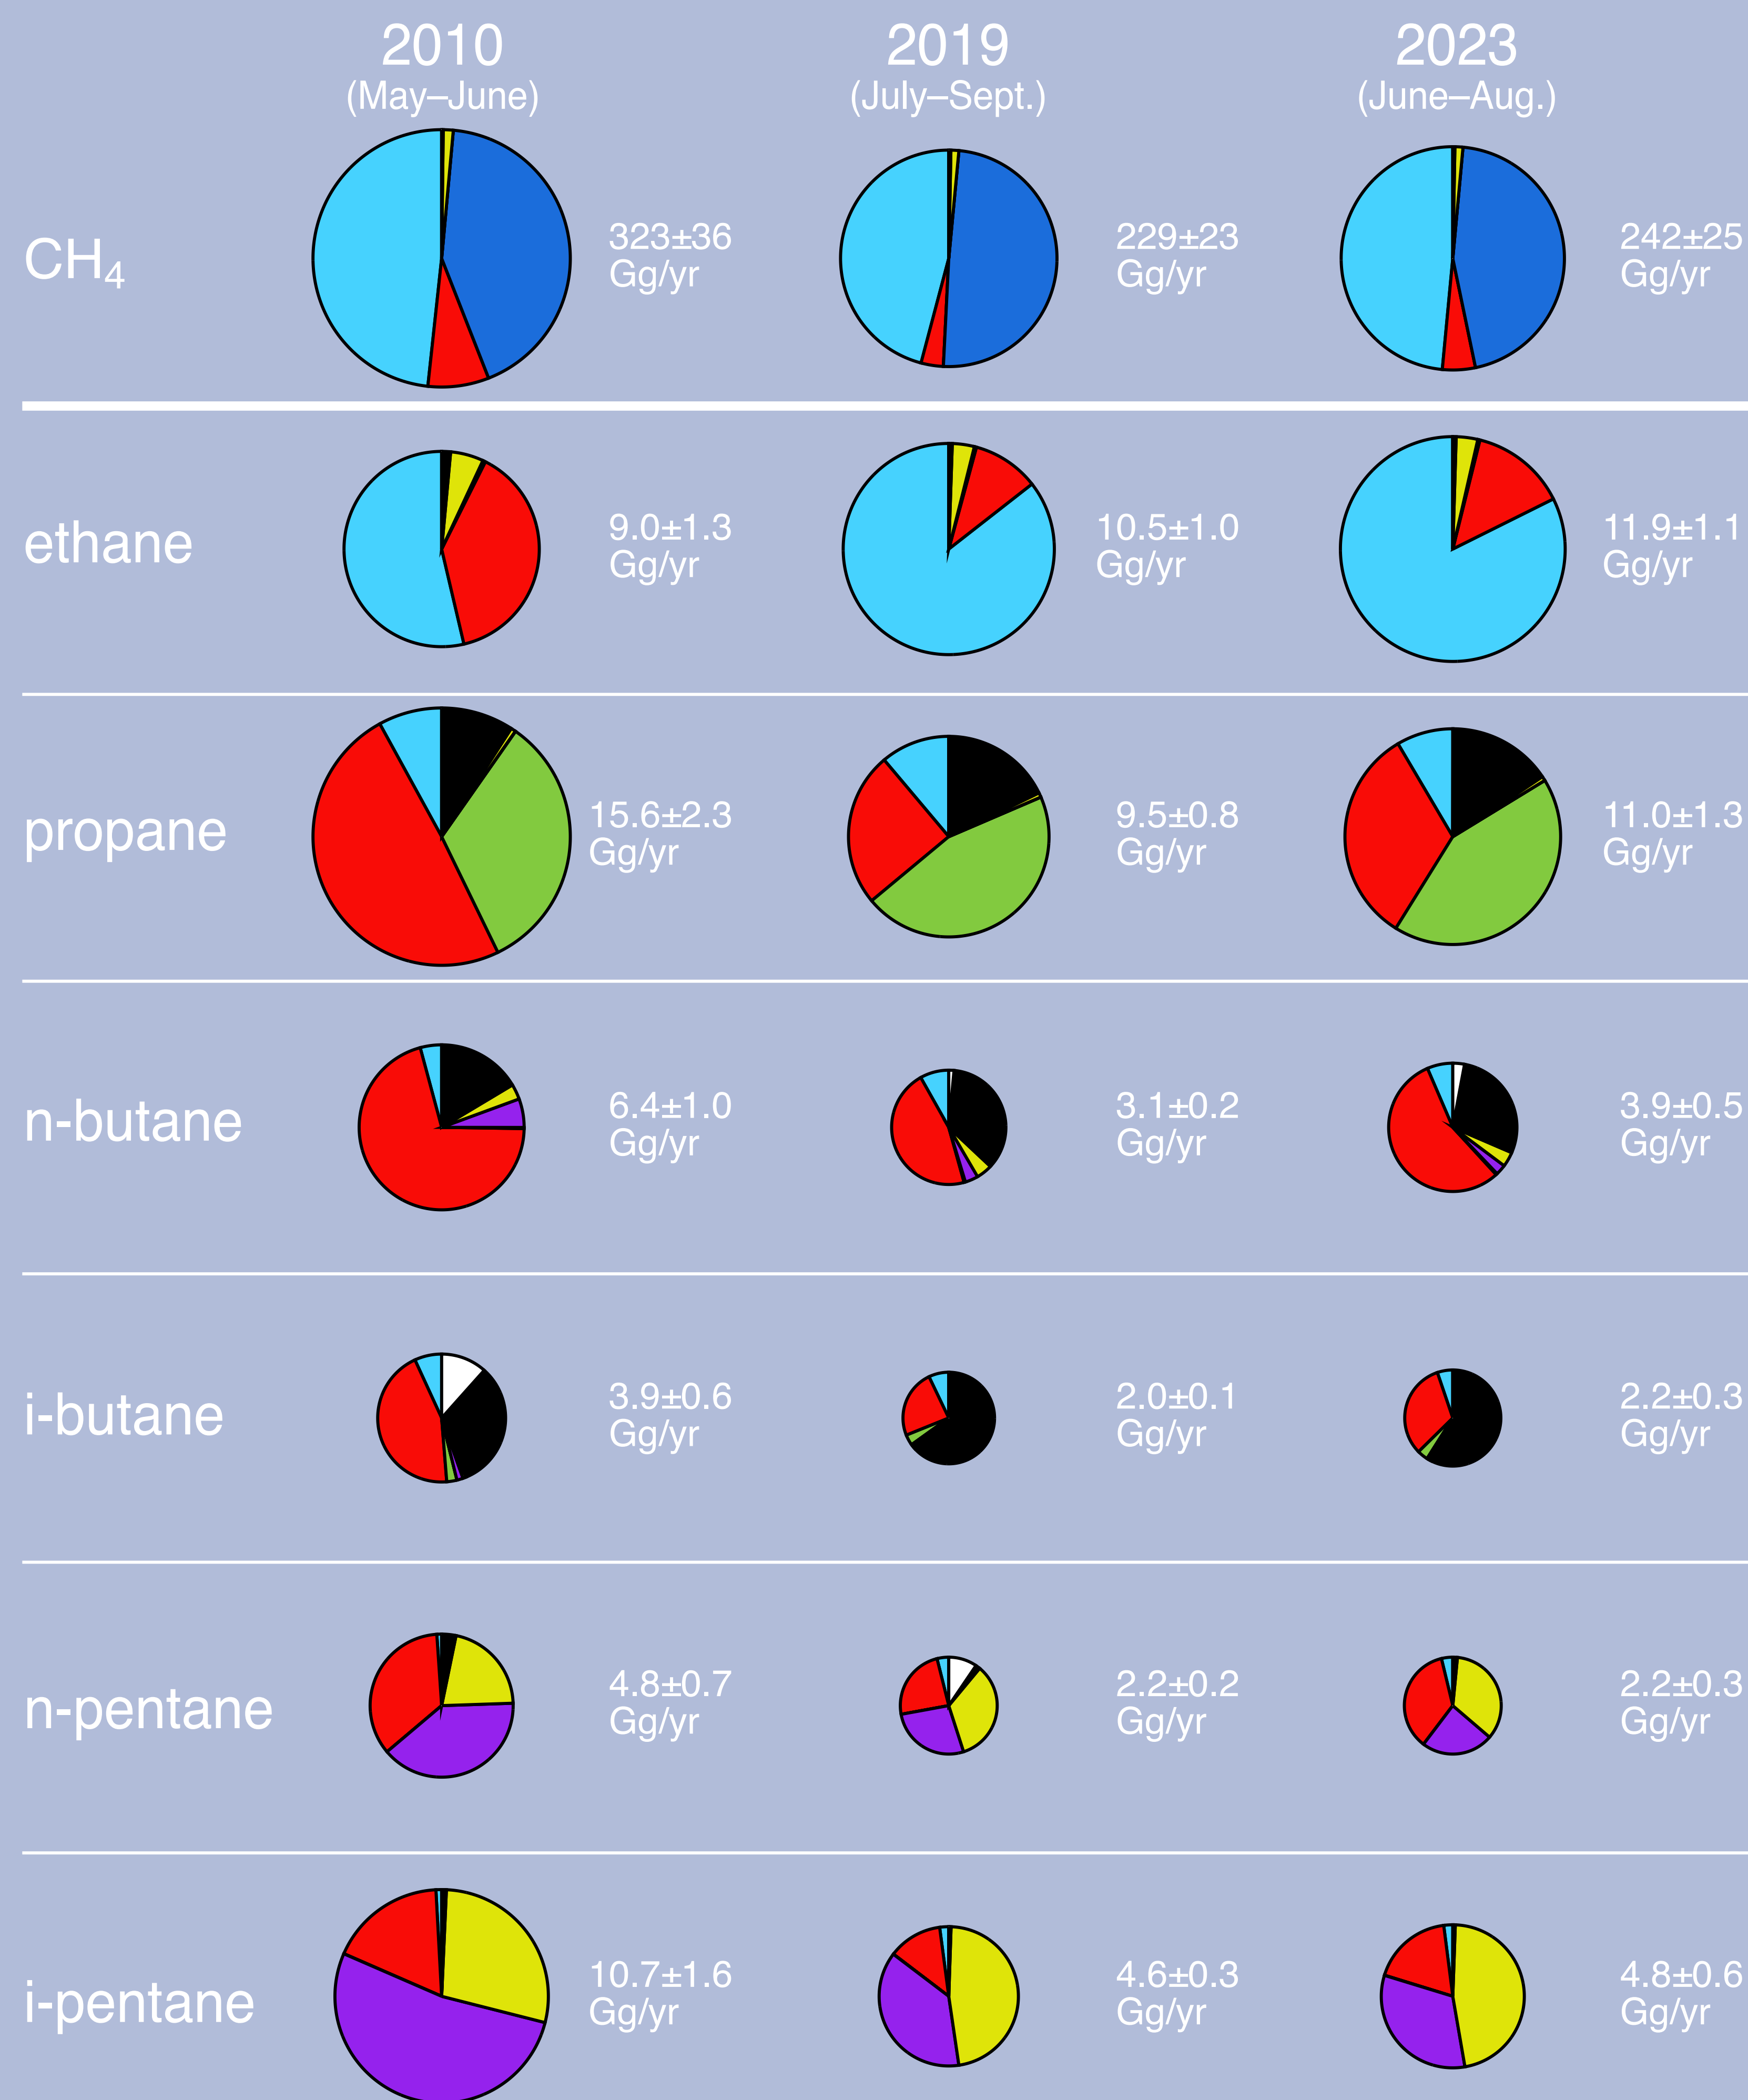 2010 2019 2023
(May–June) (July–Sept.) (June–Aug.)
CH₄
323±36 229±23 242±25
Gg/yr Gg/yr Gg/yr
ethane
9.0±1.3 10.5±1.0 11.9±1.1
Gg/yr Gg/yr Gg/yr
propane
15.6±2.3 9.5±0.8 11.0±1.3
Gg/yr Gg/yr Gg/yr
n-butane
6.4±1.0 3.1±0.2 3.9±0.5
Gg/yr Gg/yr Gg/yr
i-butane
3.9±0.6 2.0±0.1 2.2±0.3
Gg/yr Gg/yr Gg/yr
n-pentane
4.8±0.7 2.2±0.2 2.2±0.3
Gg/yr Gg/yr Gg/yr
i-pentane
10.7±1.6 4.6±0.3 4.8±0.6
Gg/yr Gg/yr Gg/yr